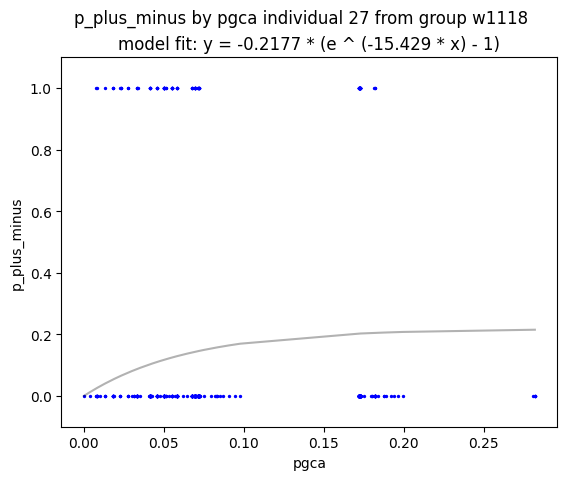 p_plus_minus by pgca individual 27 from group w1118
model fit: y = -0.2177 * (e ^ (-15.429 * x) - 1)
1.0
0.8
0.6
0.4
0.2
0.0
p_plus_minus
0.00 0.05 0.10 0.15 0.20 0.25
pgca